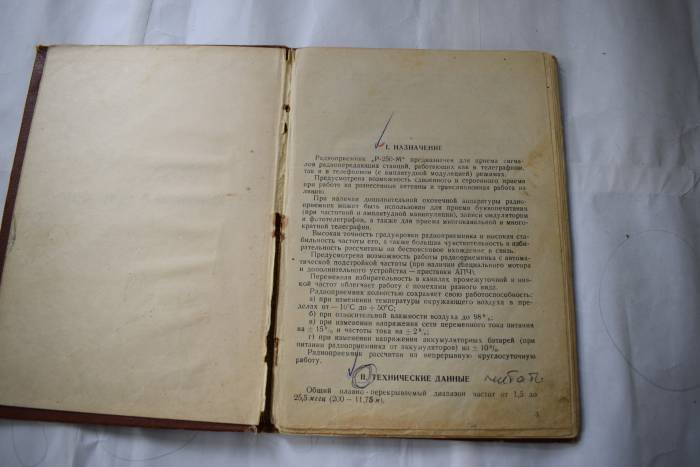 I. НАЗНАЧЕНИЕ
Радиоприемник „Р-250-М“ предназначен для приема сигна-
лов радиопередающих станций, работающих как в телеграфном,
так и в телефонном (с амплитудной модуляцией) режимах.
Предусмотрена возможность сдвоенного и строенного приема
при работе на разнесенные антенны и трансляционная работа на
линию.
При наличии дополнительной оконечной аппаратуры радио-
приемник может быть использован для приема буквопечатания
(при частотной и амплитудной манипуляции), записи ондулятором
и фототелеграфом, а также для приема многоканальной и много-
кратной телеграфии.
Высокая точность градуировки радиоприемника и высокая ста-
бильность частоты его, а также большая чувствительность и изби-
рательность рассчитаны на беспоисковое вхождение в связь.
Предусмотрена возможность работы радиоприемника с автома-
тической подстройкой частоты (при наличии специального мотора
и дополнительного устройства — приставки АПЧ).
Переменная избирательность в каналах промежуточной и низ-
кой частот облегчает работу с помехами разного вида.
Радиоприемник полностью сохраняет свою работоспособность:
а) при изменении температуры окружающего воздуха в пре-
делах от — 10°С до + 50°С;
б) при относительной влажности воздуха до 98%;
в) при изменении напряжения сети переменного тока питания
на ± 15% и частоты тока на ± 2%;
г) при изменении напряжения аккумуляторных батарей (при
питании радиоприемника от аккумуляторов) на ± 10%.
Радиоприемник рассчитан на непрерывную круглосуточную
работу.
II. ТЕХНИЧЕСКИЕ ДАННЫЕ читать
Общий плавно-перекрываемый диапазон частот от 1,5 до
25,5 мггц (200 — 11,75 м).